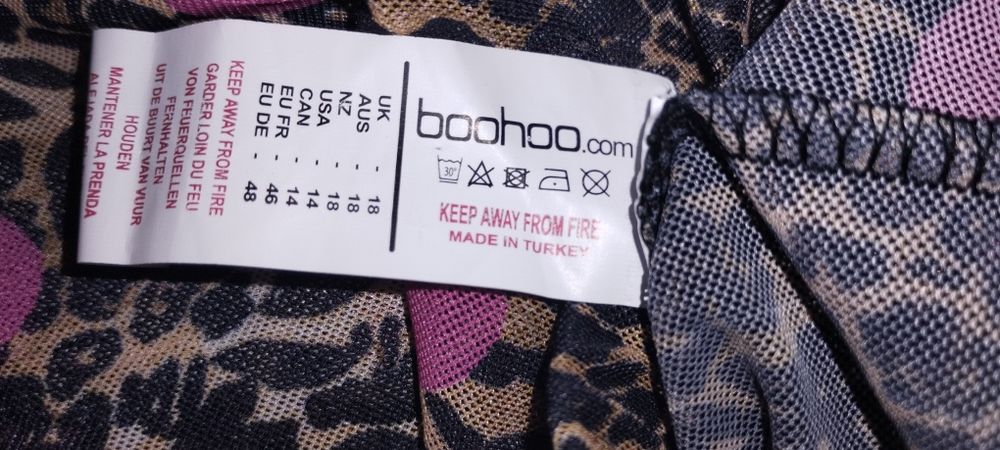 boohoo.com
30°
KEEP AWAY FROM FIRE
MADE IN TURKEY
UK - 18
AUS - 18
NZ - 18
USA - 14
CAN - 14
EU FR - 46
EU DE - 48
KEEP AWAY FROM FIRE
GARDER LOIN DU FEU
VON FEUERQUELLEN
FERNHALTEN
UIT DE BUURT VAN VUUR
HOUDEN
MANTENER LA PRENDA